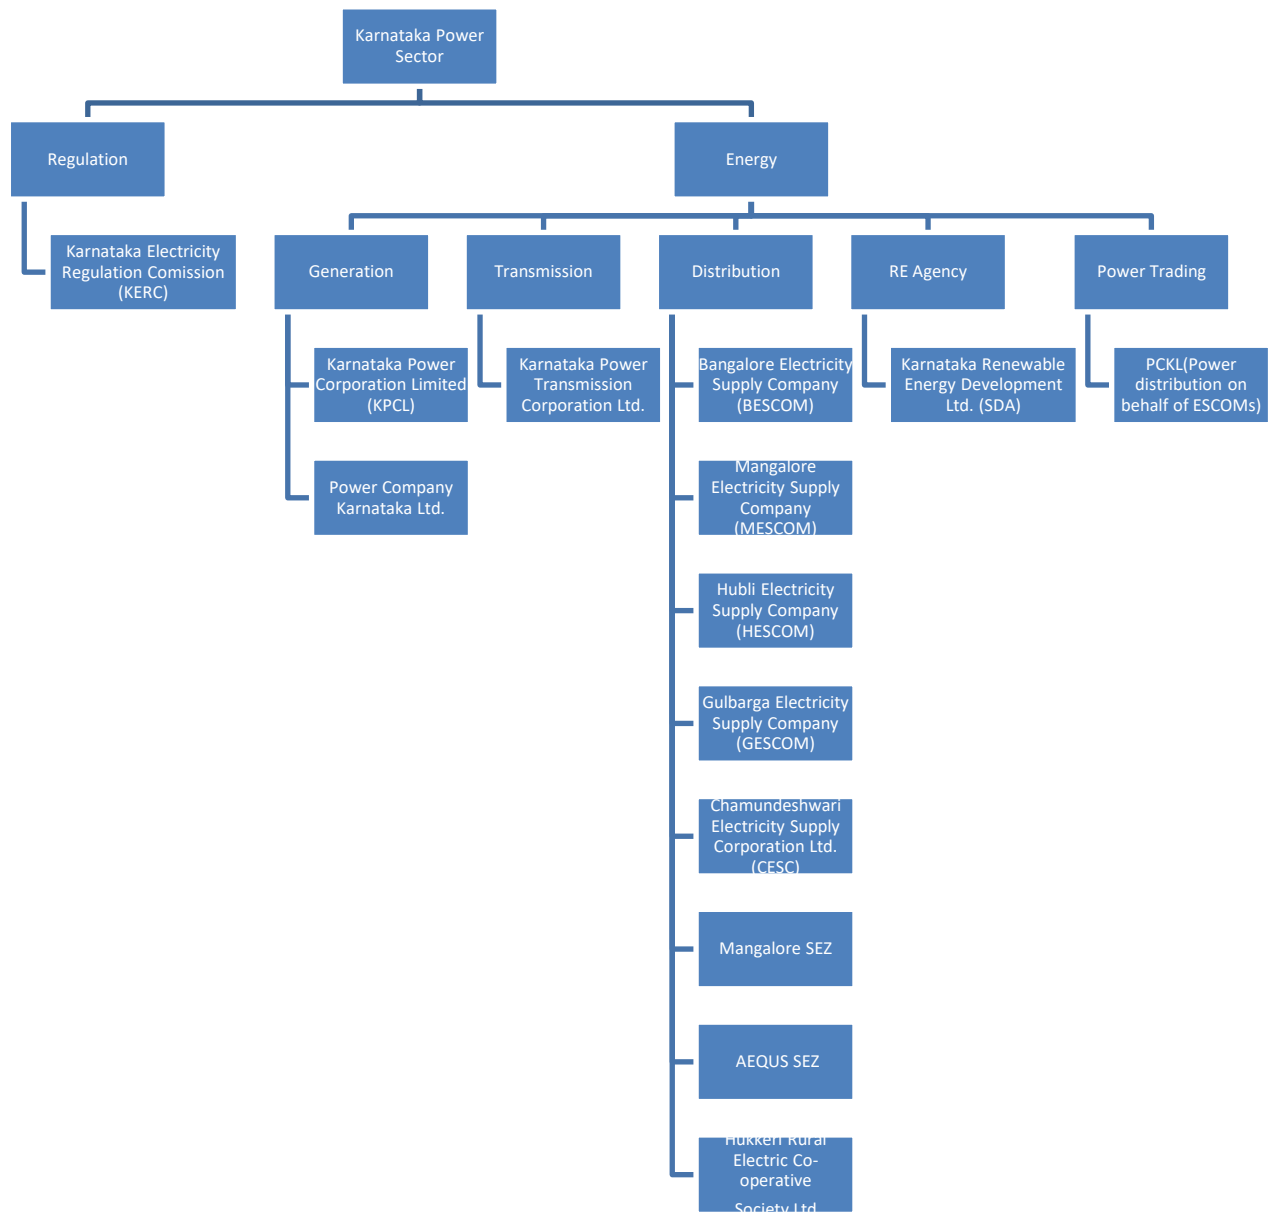 Karnataka Power
Sector
Regulation
Energy
Karnataka Electricity
Regulation Comission
(KERC)
Generation
Transmission
Distribution
RE Agency
Power Trading
Karnataka Power
Corporation Limited
(KPCL)
Karnataka Power
Transmission
Corporation Ltd.
Bangalore Electricity
Supply Company
(BESCOM)
Karnataka Renewable
Energy Development
Ltd. (SDA)
PCKL(Power
distribution on
behalf of ESCOMs)
Power Company
Karnataka Ltd.
Mangalore
Electricity Supply
Company
(MESCOM)
Hubli Electricity
Supply Company
(HESCOM)
Gulbarga Electricity
Supply Company
(GESCOM)
Chamundeshwari
Electricity Supply
Corporation Ltd.
(CESC)
Mangalore SEZ
AEQUS SEZ
Hukkeri Rural
Electric Co-
operative
Society Ltd